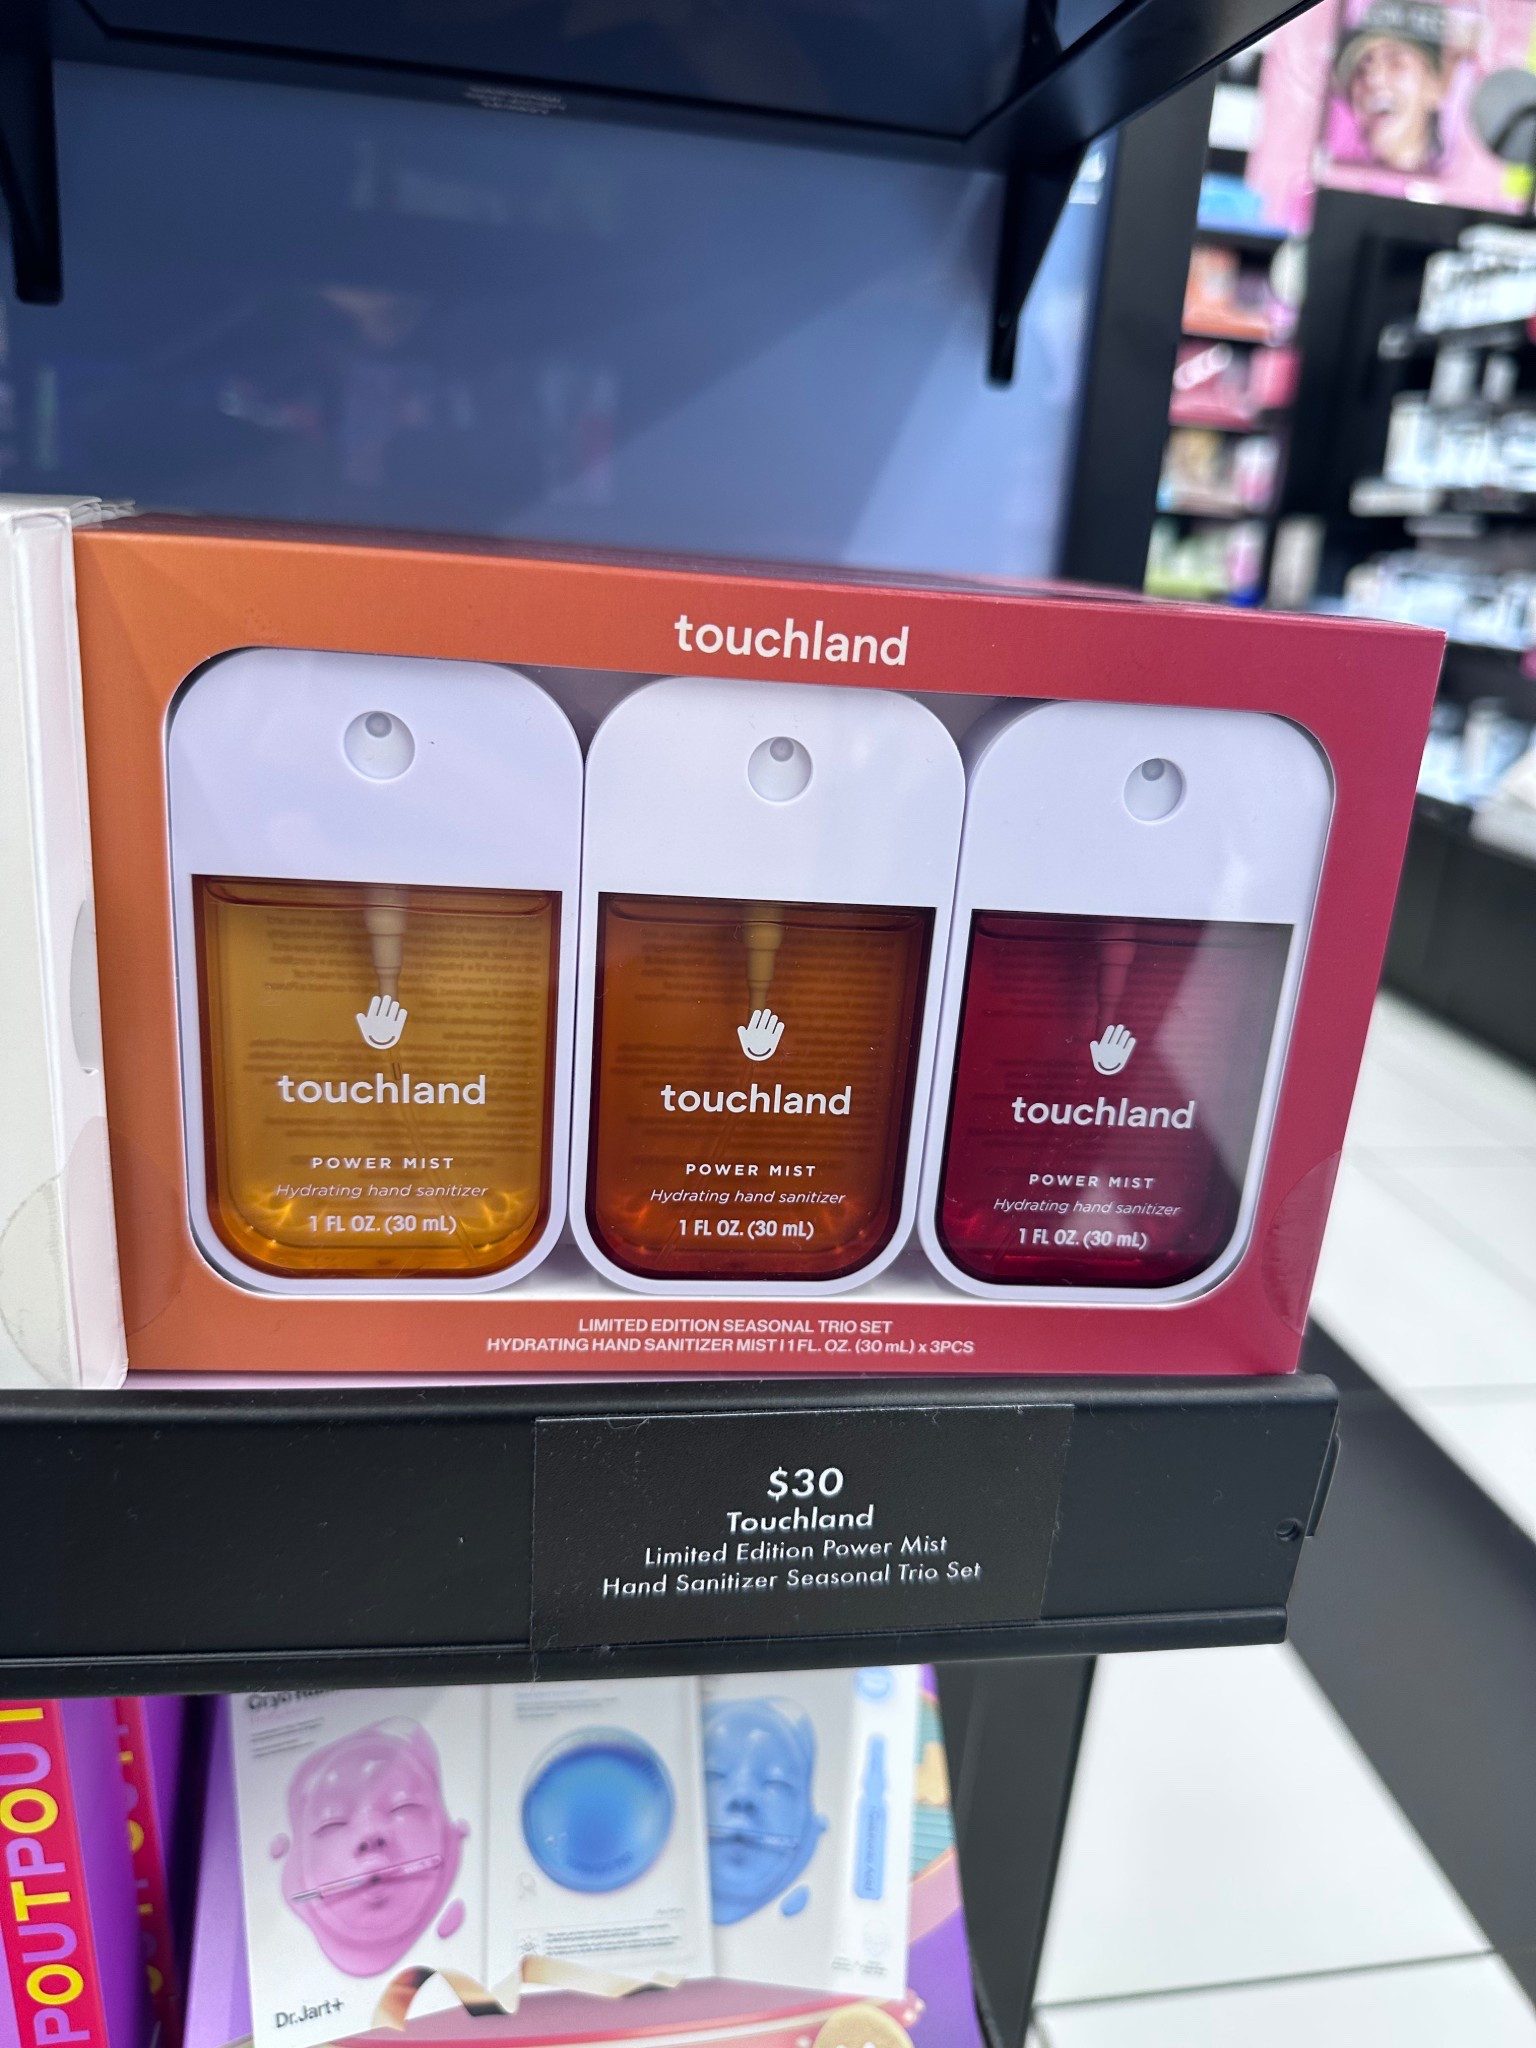 touchland
touchland
POWER MIST
Hydrating hand sanitizer
1 FL OZ. (30 mL)
touchland
POWER MIST
Hydrating hand sanitizer
1 FL OZ. (30 mL)
touchland
POWER MIST
Hydrating hand sanitizer
1 FL OZ. (30 mL)
LIMITED EDITION SEASONAL TRIO SET
HYDRATING HAND SANITIZER MIST I 1 FL. OZ. (30 mL) x 3PCS
$30
Touchland
Limited Edition Power Mist
Hand Sanitizer Seasonal Trio Set
POUTPOUT
Dr.Jart+